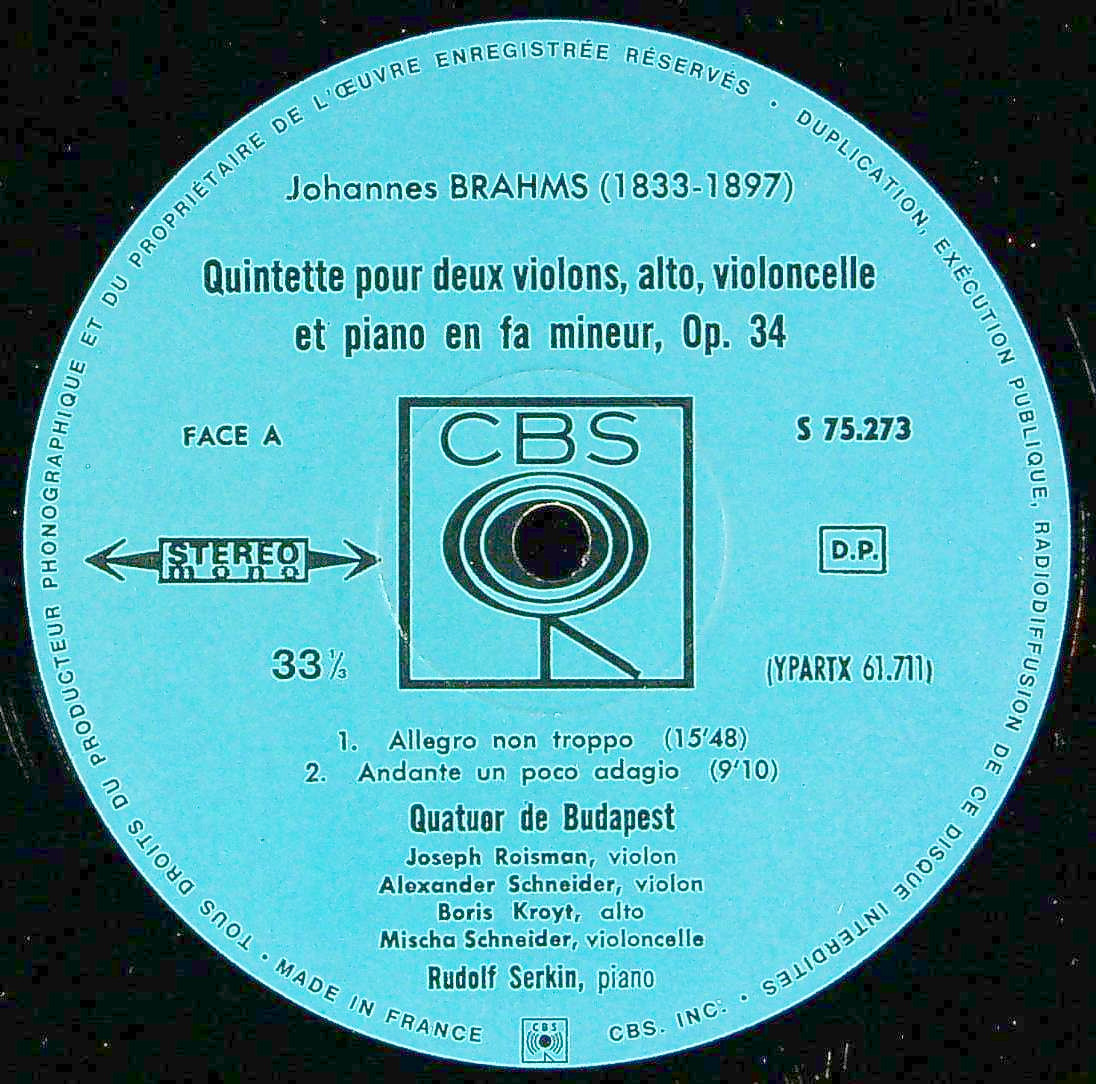 TOUS DROITS DU PRODUCTEUR PHONOGRAPHIQUE ET DU PROPRIÉTAIRE DE L'ŒUVRE ENREGISTRÉE RÉSERVÉS • DUPLICATION, EXÉCUTION PUBLIQUE, RADIODIFFUSION DE CE DISQUE INTERDITES •
Johannes BRAHMS (1833-1897)
Quintette pour deux violons, alto, violoncelle
et piano en fa mineur, Op. 34
CBS
FACE A
S 75.273
STEREO
mono
D.P.
33 ⅓
(YPARTX 61.711)
1. Allegro non troppo (15'48)
2. Andante un poco adagio (9'10)
Quatuor de Budapest
Joseph Roisman, violon
Alexander Schneider, violon
Boris Kroyt, alto
Mischa Schneider, violoncelle
Rudolf Serkin, piano
• MADE IN FRANCE
CBS
CBS. INC.